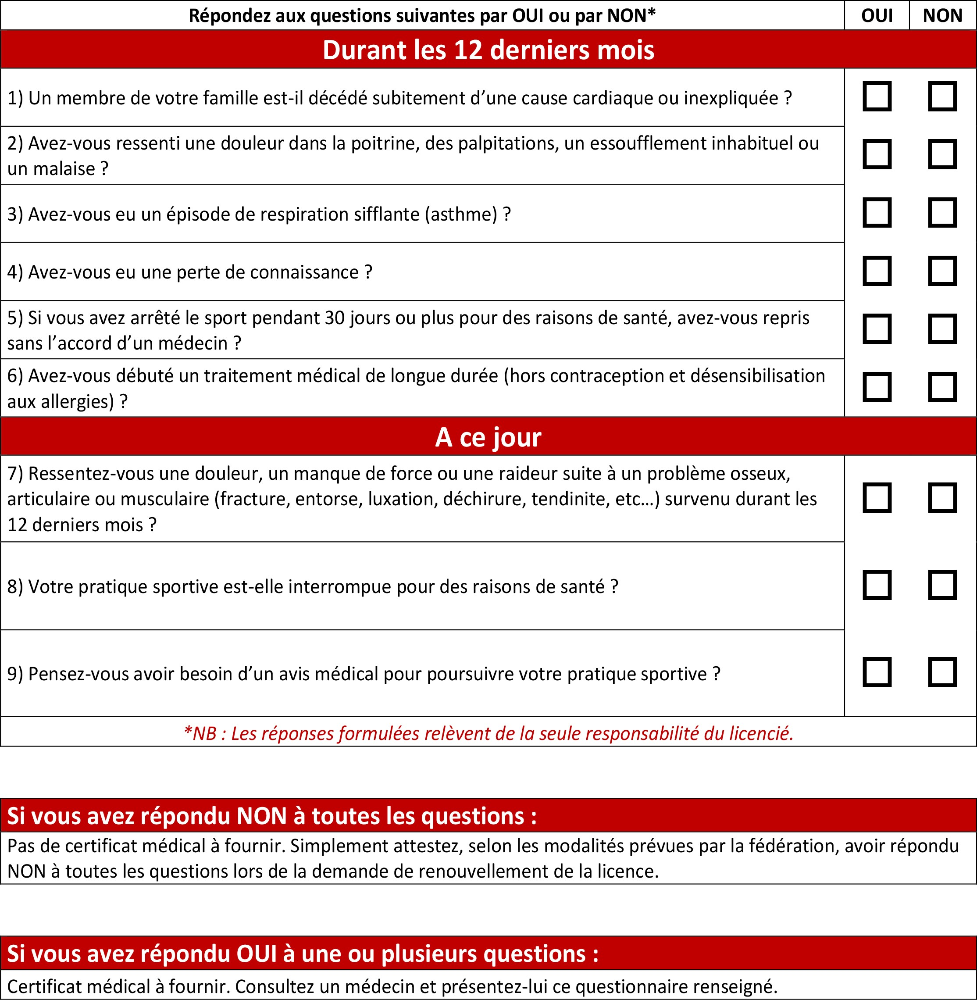 Répondez aux questions suivantes par OUI ou par NON* OUI NON
Durant les 12 derniers mois
1) Un membre de votre famille est-il décédé subitement d’une cause cardiaque ou inexpliquée ?
2) Avez-vous ressenti une douleur dans la poitrine, des palpitations, un essoufflement inhabituel ou
un malaise ?
3) Avez-vous eu un épisode de respiration sifflante (asthme) ?
4) Avez-vous eu une perte de connaissance ?
5) Si vous avez arrêté le sport pendant 30 jours ou plus pour des raisons de santé, avez-vous repris
sans l’accord d’un médecin ?
6) Avez-vous débuté un traitement médical de longue durée (hors contraception et désensibilisation
aux allergies) ?
A ce jour
7) Ressentez-vous une douleur, un manque de force ou une raideur suite à un problème osseux,
articulaire ou musculaire (fracture, entorse, luxation, déchirure, tendinite, etc…) survenu durant les
12 derniers mois ?
8) Votre pratique sportive est-elle interrompue pour des raisons de santé ?
9) Pensez-vous avoir besoin d’un avis médical pour poursuivre votre pratique sportive ?
*NB : Les réponses formulées relèvent de la seule responsabilité du licencié.
Si vous avez répondu NON à toutes les questions :
Pas de certificat médical à fournir. Simplement attestez, selon les modalités prévues par la fédération, avoir répondu
NON à toutes les questions lors de la demande de renouvellement de la licence.
Si vous avez répondu OUI à une ou plusieurs questions :
Certificat médical à fournir. Consultez un médecin et présentez-lui ce questionnaire renseigné.